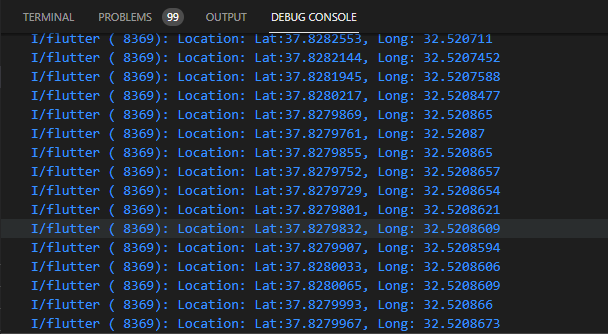 TERMINAL PROBLEMS 99 OUTPUT DEBUG CONSOLE
I/flutter ( 8369): Location: Lat:37.8282553, Long: 32.520711
I/flutter ( 8369): Location: Lat:37.8282144, Long: 32.5207452
I/flutter ( 8369): Location: Lat:37.8281945, Long: 32.5207588
I/flutter ( 8369): Location: Lat:37.8280217, Long: 32.5208477
I/flutter ( 8369): Location: Lat:37.8279869, Long: 32.520865
I/flutter ( 8369): Location: Lat:37.8279761, Long: 32.52087
I/flutter ( 8369): Location: Lat:37.8279855, Long: 32.520865
I/flutter ( 8369): Location: Lat:37.8279752, Long: 32.5208657
I/flutter ( 8369): Location: Lat:37.8279729, Long: 32.5208654
I/flutter ( 8369): Location: Lat:37.8279801, Long: 32.5208621
I/flutter ( 8369): Location: Lat:37.8279832, Long: 32.5208609
I/flutter ( 8369): Location: Lat:37.8279907, Long: 32.5208594
I/flutter ( 8369): Location: Lat:37.8280033, Long: 32.5208606
I/flutter ( 8369): Location: Lat:37.8280065, Long: 32.5208609
I/flutter ( 8369): Location: Lat:37.8279993, Long: 32.520866
I/flutter ( 8369): Location: Lat:37.8279967, Long: 32.5208673